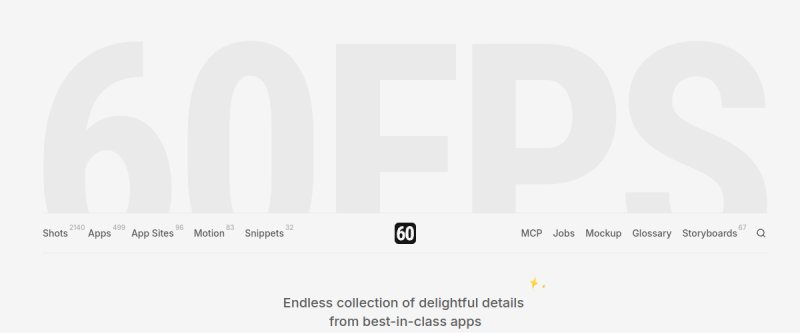 60FPS
Shots 2140 Apps 499 App Sites 96 Motion 83 Snippets 32 60 MCP Jobs Mockup Glossary Storyboards 67
Endless collection of delightful details
from best-in-class apps